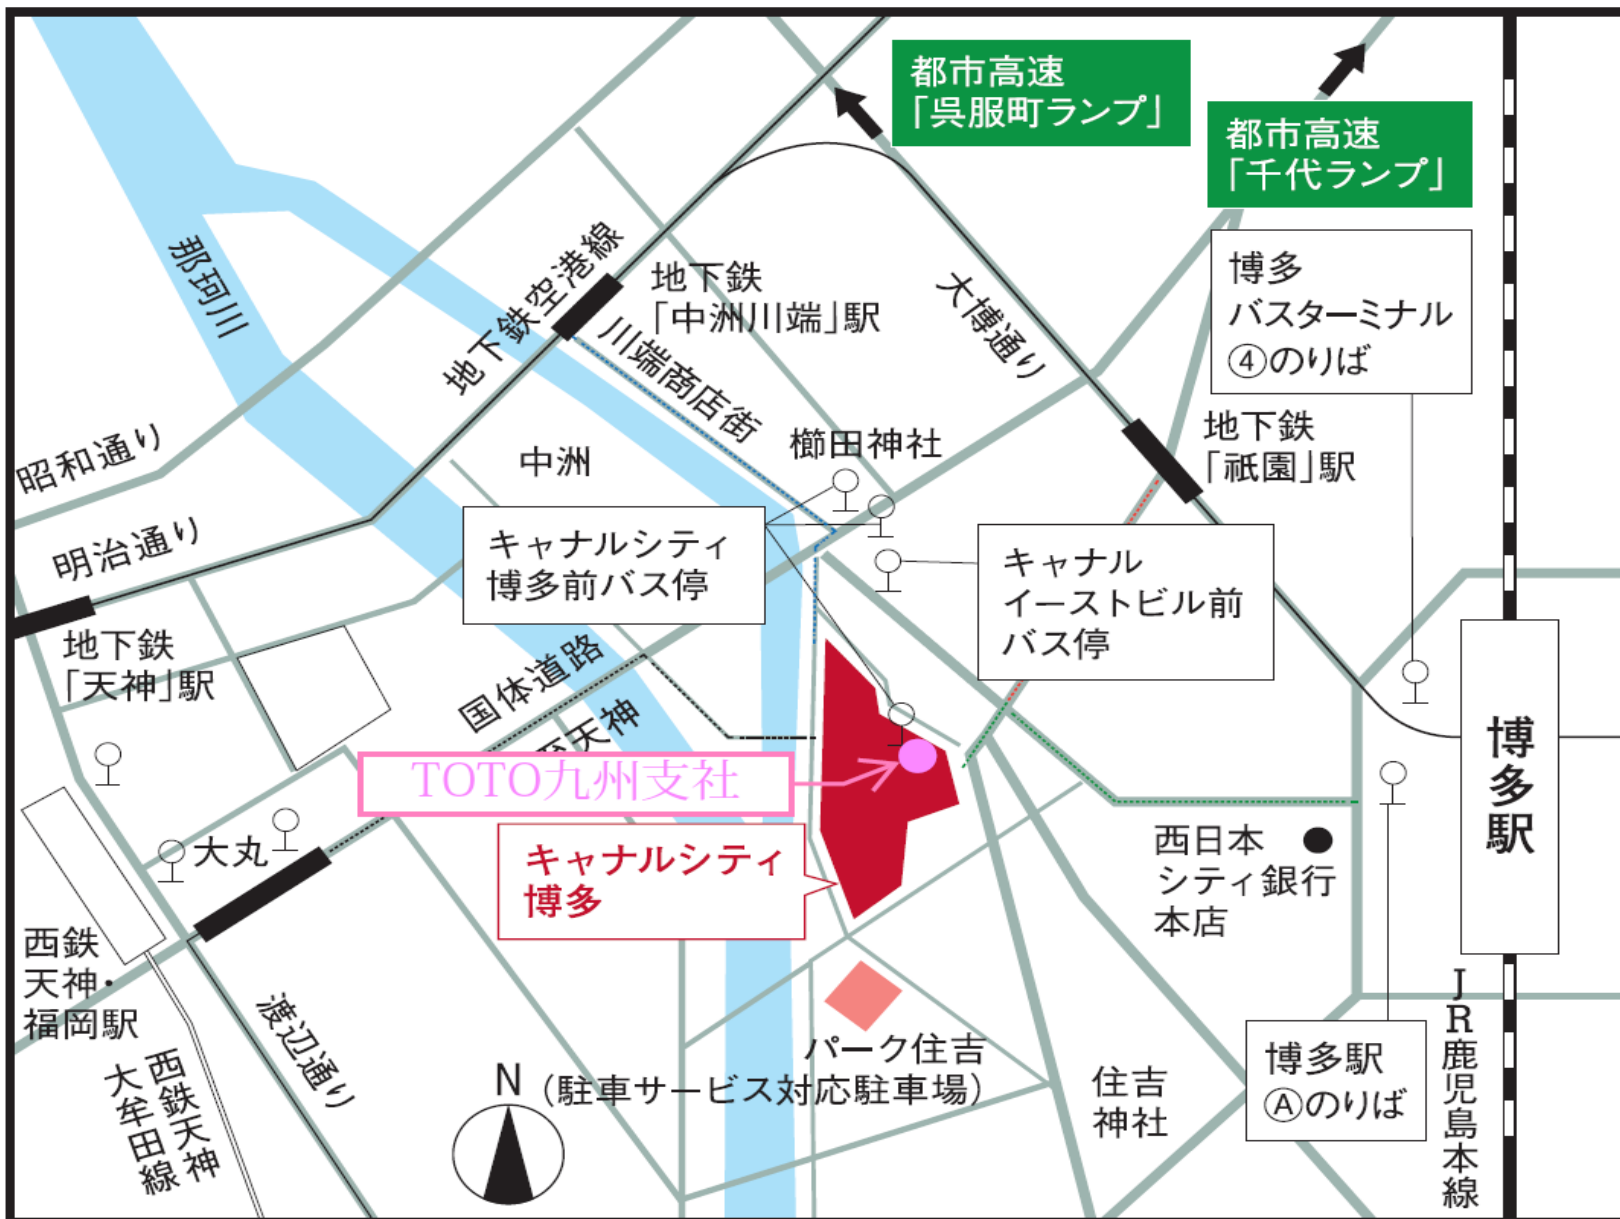 都市高速
「呉服町ランプ」
都市高速
「千代ランプ」
博多
バスターミナル
④のりば
那珂川
地下鉄空港線
地下鉄
「中洲川端」駅
川端商店街
大博通り
地下鉄
「祇園」駅
昭和通り
中洲
櫛田神社
明治通り
キャナルシティ
博多前バス停
キャナル
イーストビル前
バス停
地下鉄
「天神」駅
国体道路
至天神
TOTO九州支社
博多駅
大丸
キャナルシティ
博多
西日本
シティ銀行
本店
西鉄
天神・
福岡駅
渡辺通り
西鉄天神
大牟田線
N
パーク住吉
（駐車サービス対応駐車場）
住吉
神社
博多駅
Ⓐのりば
JR鹿児島本線